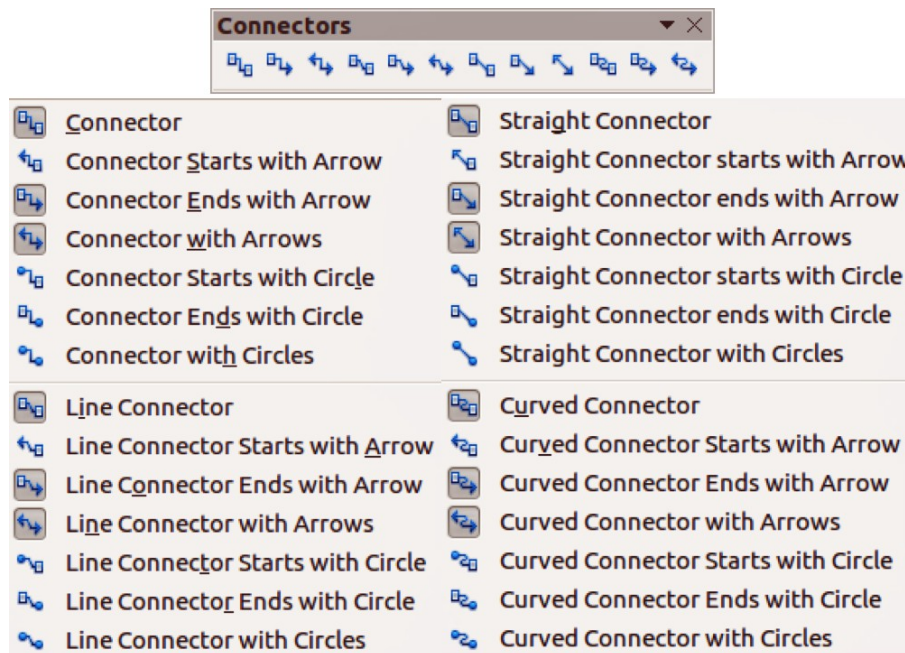 Connectors
Connector
Connector Starts with Arrow
Connector Ends with Arrow
Connector with Arrows
Connector Starts with Circle
Connector Ends with Circle
Connector with Circles
Line Connector
Line Connector Starts with Arrow
Line Connector Ends with Arrow
Line Connector with Arrows
Line Connector Starts with Circle
Line Connector Ends with Circle
Line Connector with Circles
Straight Connector
Straight Connector starts with Arrow
Straight Connector ends with Arrow
Straight Connector with Arrows
Straight Connector starts with Circle
Straight Connector ends with Circle
Straight Connector with Circles
Curved Connector
Curved Connector Starts with Arrow
Curved Connector Ends with Arrow
Curved Connector with Arrows
Curved Connector Starts with Circle
Curved Connector Ends with Circle
Curved Connector with Circles